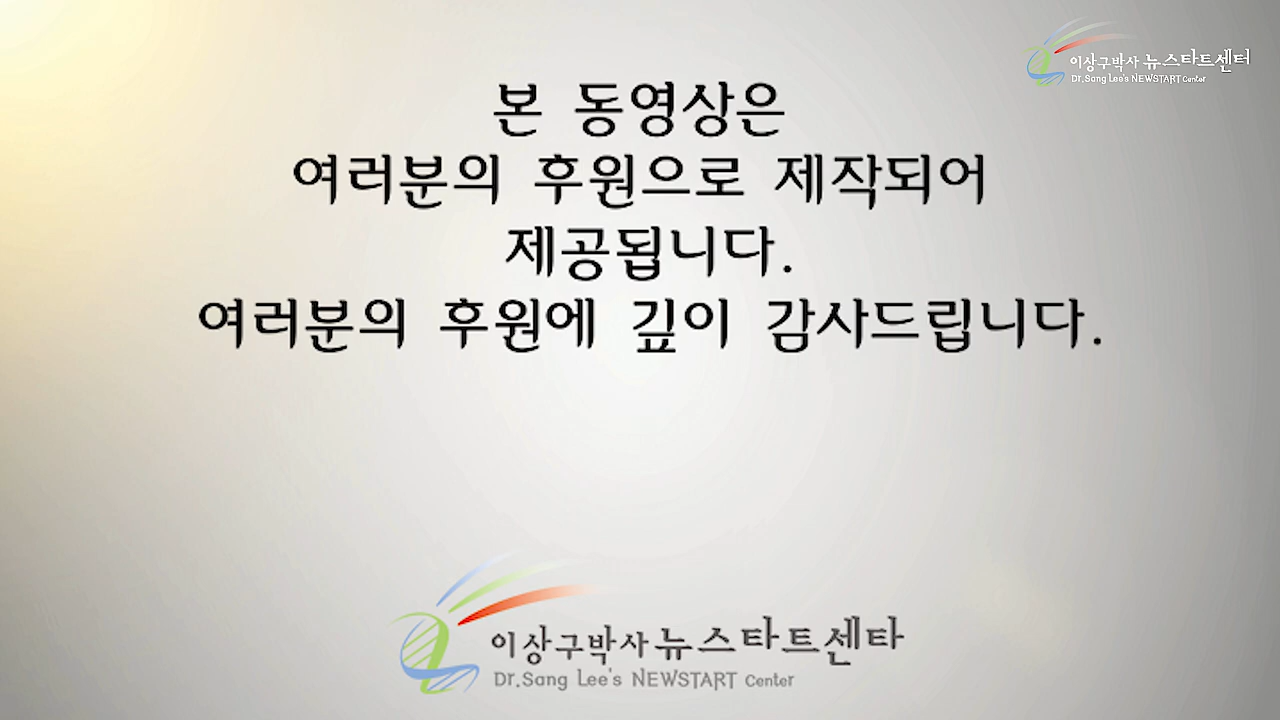 이상구박사 뉴스타트센터
Dr.Sang Lee's NEWSTART Center
본 동영상은
여러분의 후원으로 제작되어
제공됩니다.
여러분의 후원에 깊이 감사드립니다.
이상구박사 뉴스타트센타
Dr.Sang Lee's NEWSTART Center